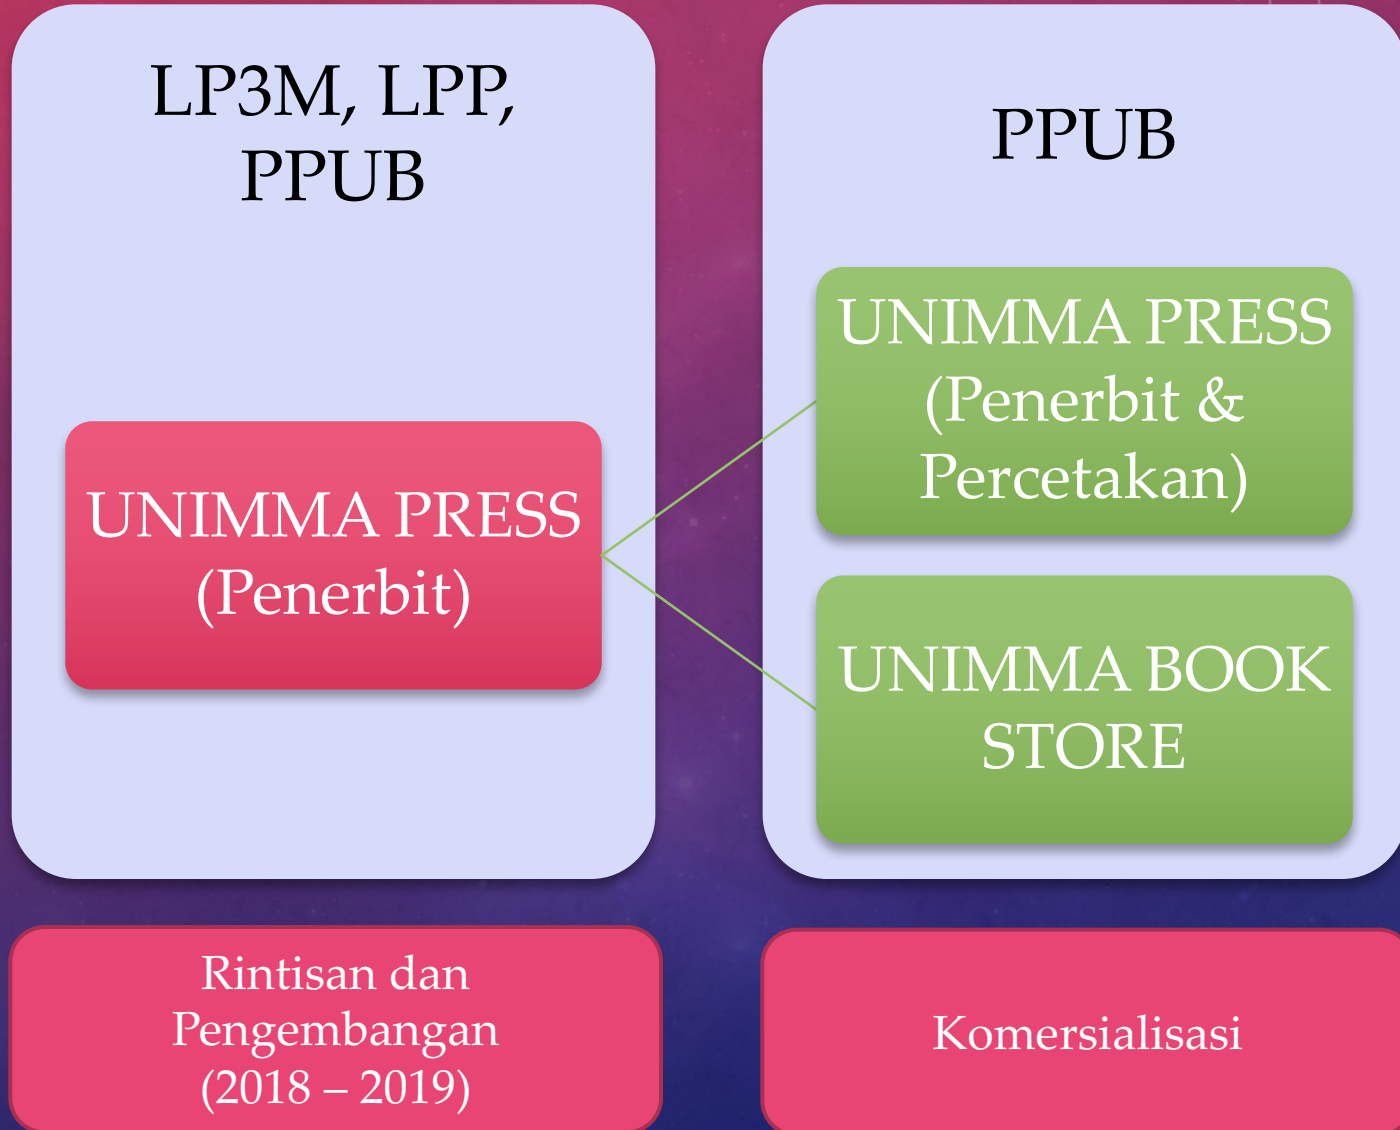 LP3M, LPP,
PPUB
UNIMMA PRESS
(Penerbit)
Rintisan dan
Pengembangan
(2018 – 2019)
PPUB
UNIMMA PRESS
(Penerbit &
Percetakan)
UNIMMA BOOK
STORE
Komersialisasi